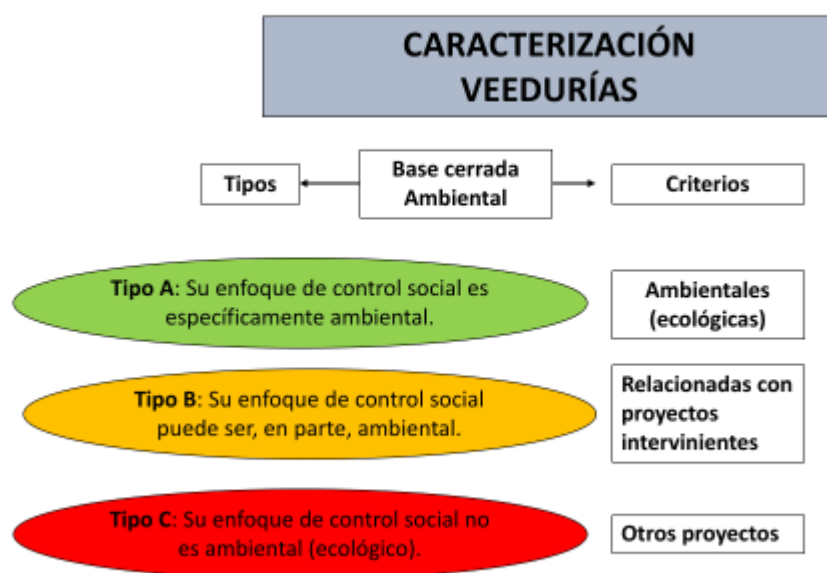 CARACTERIZACIÓN
VEEDURÍAS
Tipos
Base cerrada
Ambiental
Criterios
Tipo A: Su enfoque de control social es
específicamente ambiental.
Ambientales
(ecológicas)
Tipo B: Su enfoque de control social
puede ser, en parte, ambiental.
Relacionadas con
proyectos
intervinientes
Tipo C: Su enfoque de control social no
es ambiental (ecológico).
Otros proyectos